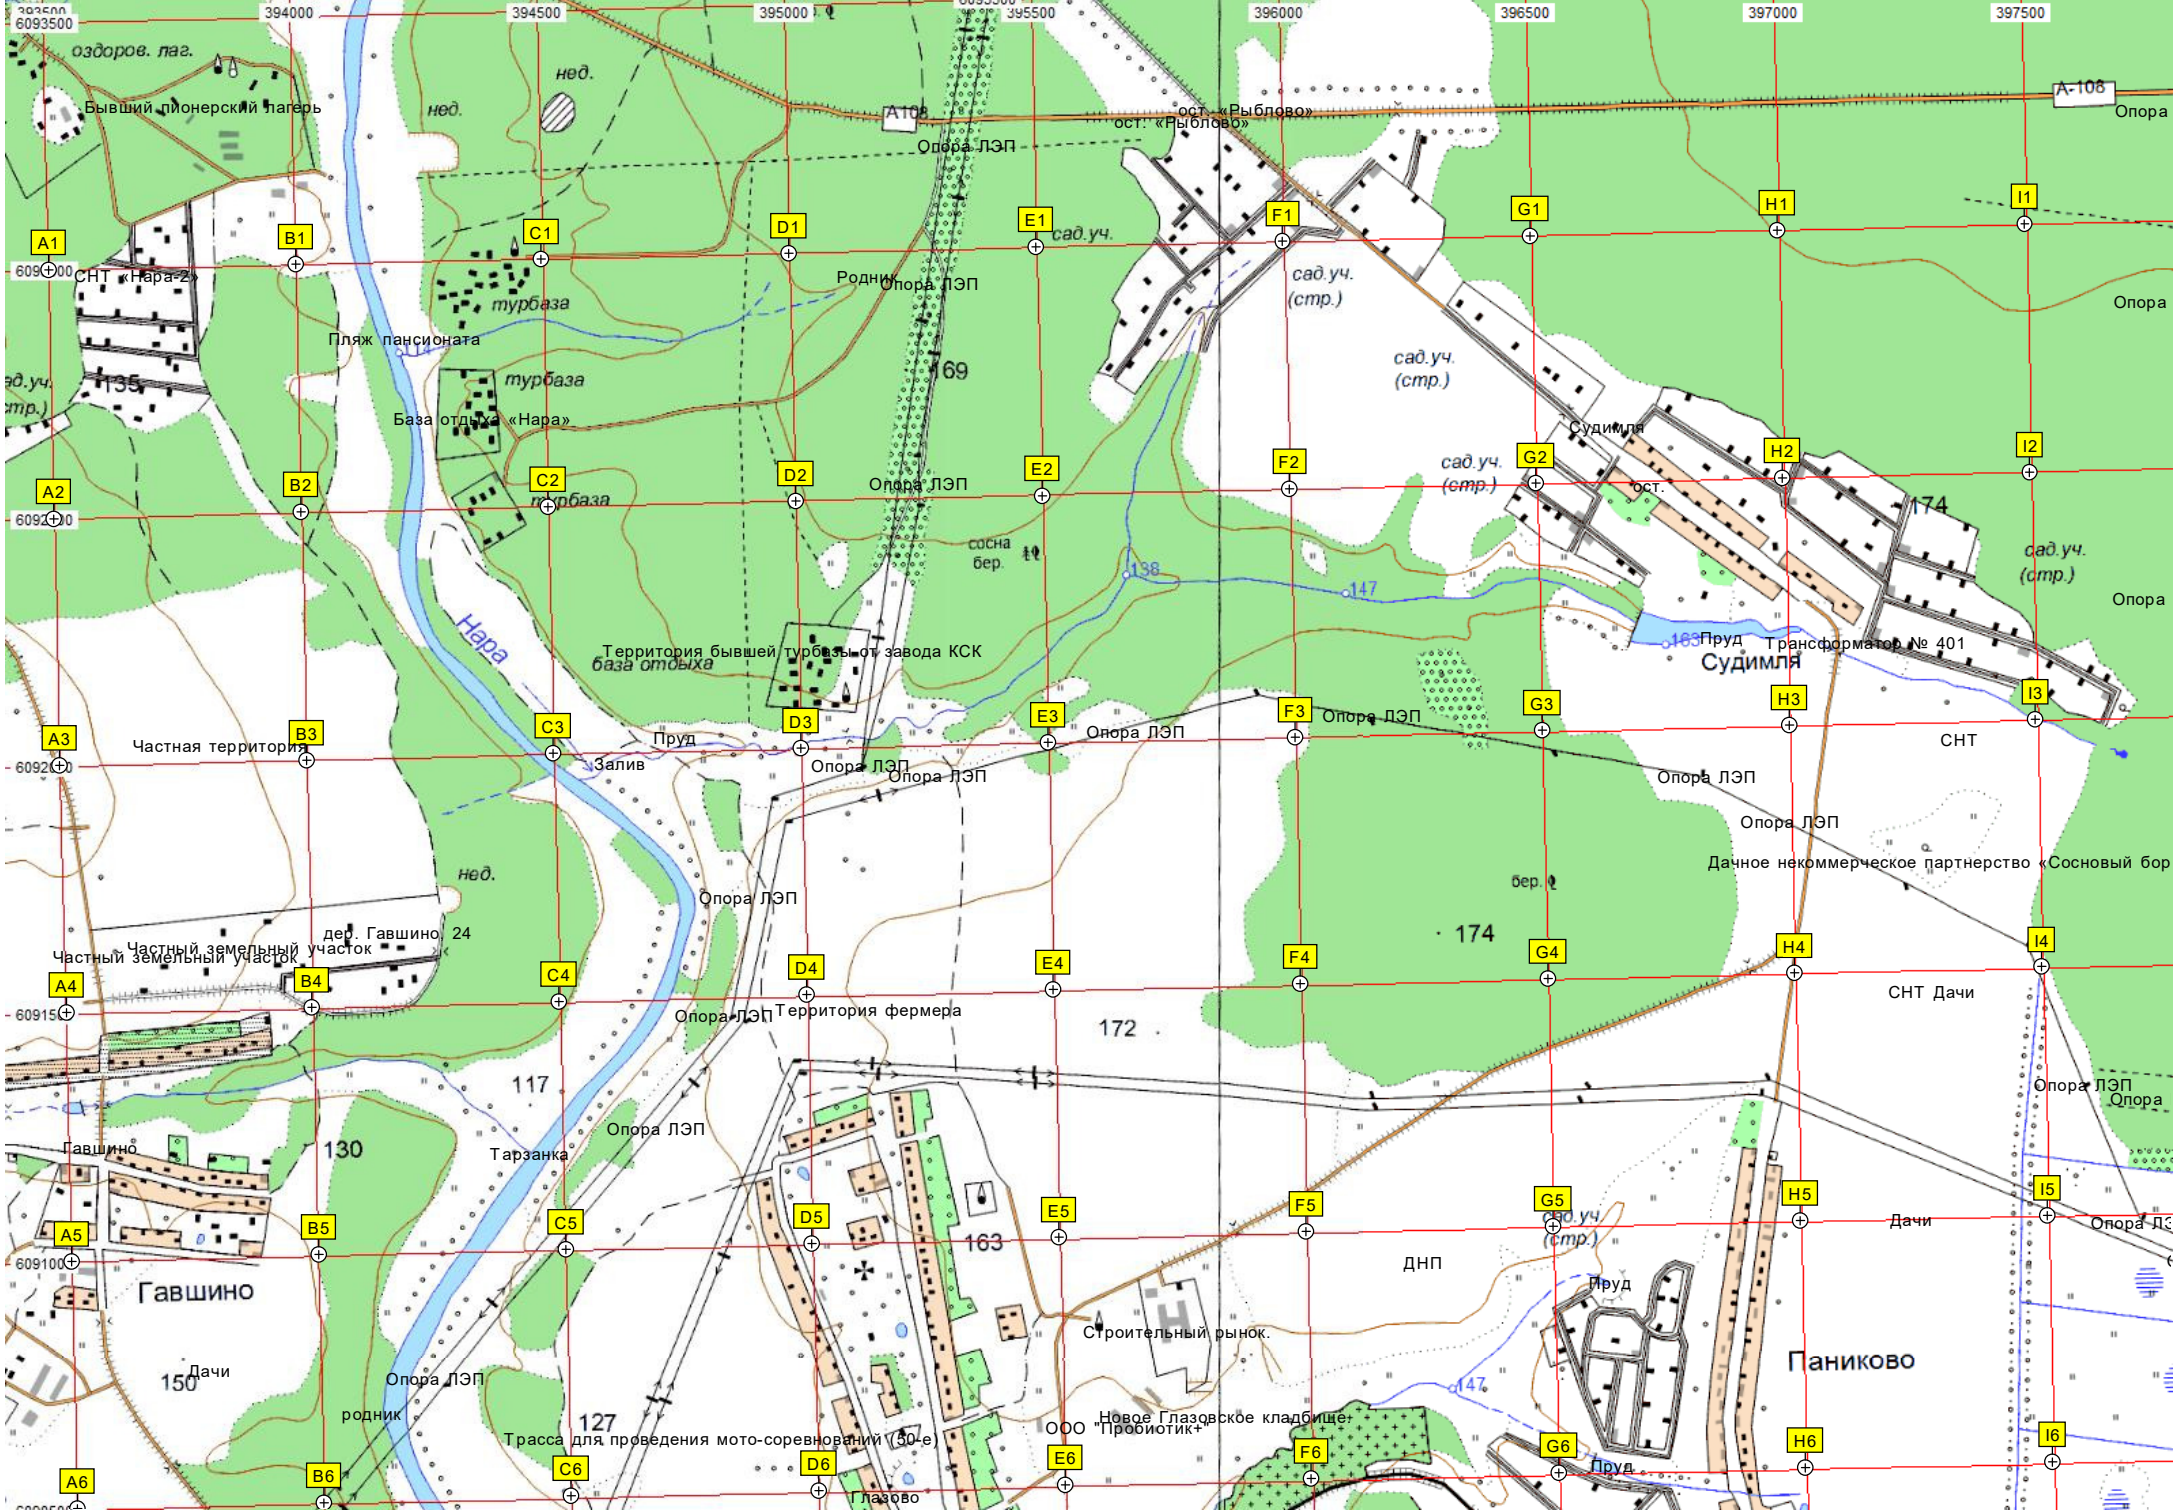 393500
394000
394500
395000
395500
396000
396500
397000
397500
6093500
оздоров. лаг.
нед.
нед.
А-108
Бывший пионерский лагерь
А108
ост. «Рыблово»
ост. «Рыблово»
Опора
Опора ЛЭП
A1
B1
C1
D1
E1
F1
G1
H1
I1
сад.уч.
СНТ «Нара-2»
Родник
Опора ЛЭП
сад.уч.
(стр.)
турбаза
Опора
Пляж пансионата
114
135
турбаза
169
сад.уч.
(стр.)
База отдыха «Нара»
Судимля
A2
B2
C2
D2
E2
F2
G2
H2
I2
сад.уч.
(стр.)
турбаза
Опора ЛЭП
ост.
174
сосна
бер.
138
147
сад.уч.
(стр.)
Опора
Нара
Территория бывшей турбазы от завода КСК
база отдыха
163
Пруд
Трансформатор № 401
Судимля
A3
B3
C3
D3
E3
F3
G3
H3
I3
Частная территория
Пруд
Опора ЛЭП
Опора ЛЭП
СНТ
Залив
Опора ЛЭП
Опора ЛЭП
Опора ЛЭП
Опора ЛЭП
Дачное некоммерческое партнерство «Сосновый бор
нед.
бер.
Опора ЛЭП
дер. Гавшино, 24
Частный земельный участок
Частный земельный участок
174
A4
B4
C4
D4
E4
F4
G4
H4
I4
СНТ Дачи
Опора ЛЭП
Территория фермера
172
117
Опора ЛЭП
Опора
Опора ЛЭП
Гавшино
130
Тарзанка
A5
B5
C5
D5
E5
F5
G5
H5
I5
сад.уч.
(стр.)
Дачи
6091000
163
ДНП
Гавшино
Пруд
Строительный рынок.
Паниково
150
Дачи
Опора ЛЭП
147
родник
127
Новое Глазовское кладбище
ООО "Пробиотик+"
Трасса для проведения мото-соревнований (50-е)
A6
B6
C6
D6
E6
F6
G6
H6
I6
Пруд
Глазово